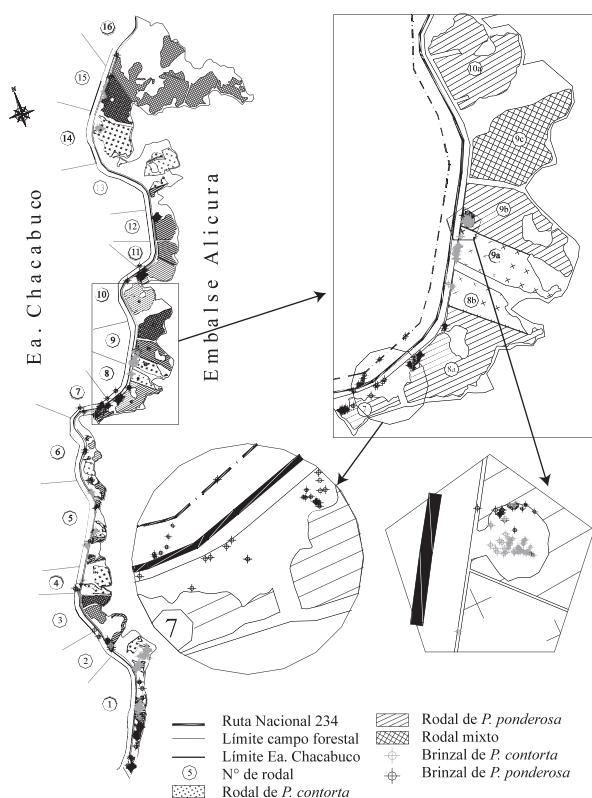 16
15
14
13
12
11
10
9
8
7
6
5
4
3
2
1
N
Ea. Chacabuco
Embalse Alicura
10a
9c
9b
9a
8b
8a
7
7
Ruta Nacional 234
Límite campo forestal
Límite Ea. Chacabuco
5 N° de rodal
Rodal de P. contorta
Rodal de P. ponderosa
Rodal mixto
Brinzal de P. contorta
Brinzal de P. ponderosa